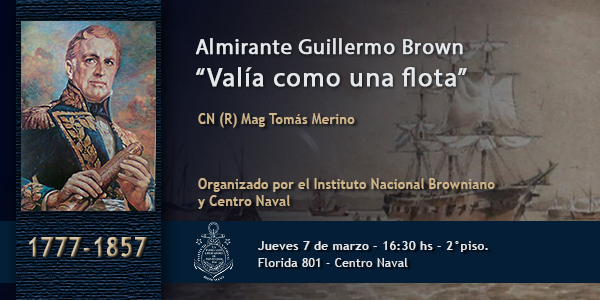 Almirante Guillermo Brown
“Valía como una flota”
CN (R) Mag Tomás Merino
Organizado por el Instituto Nacional Browniano
y Centro Naval
1777-1857
Jueves 7 de marzo - 16:30 hs - 2°piso.
Florida 801 - Centro Naval